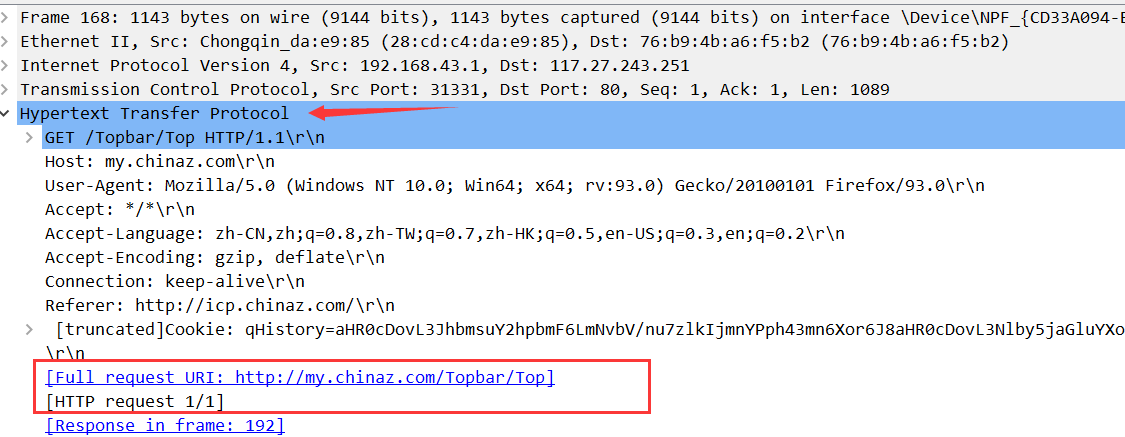 Frame 168: 1143 bytes on wire (9144 bits), 1143 bytes captured (9144 bits) on interface \Device\NPF_{CD33A094-E
Ethernet II, Src: Chongqin_da:e9:85 (28:cd:c4:da:e9:85), Dst: 76:b9:4b:a6:f5:b2 (76:b9:4b:a6:f5:b2)
Internet Protocol Version 4, Src: 192.168.43.1, Dst: 117.27.243.251
Transmission Control Protocol, Src Port: 31331, Dst Port: 80, Seq: 1, Ack: 1, Len: 1089
Hypertext Transfer Protocol
GET /Topbar/Top HTTP/1.1\r\n
Host: my.chinaz.com\r\n
User-Agent: Mozilla/5.0 (Windows NT 10.0; Win64; x64; rv:93.0) Gecko/20100101 Firefox/93.0\r\n
Accept: */*\r\n
Accept-Language: zh-CN,zh;q=0.8,zh-TW;q=0.7,zh-HK;q=0.5,en-US;q=0.3,en;q=0.2\r\n
Accept-Encoding: gzip, deflate\r\n
Connection: keep-alive\r\n
Referer: http://icp.chinaz.com/\r\n
[truncated]Cookie: qHistory=aHR0cDovL3JhbmsuY2hpbmF6LmNvbV/nu7zlkIjmnYPph43mn6Xor6J8aHR0cDovL3Nlby5jaGluYXo
\r\n
[Full request URI: http://my.chinaz.com/Topbar/Top]
[HTTP request 1/1]
[Response in frame: 192]